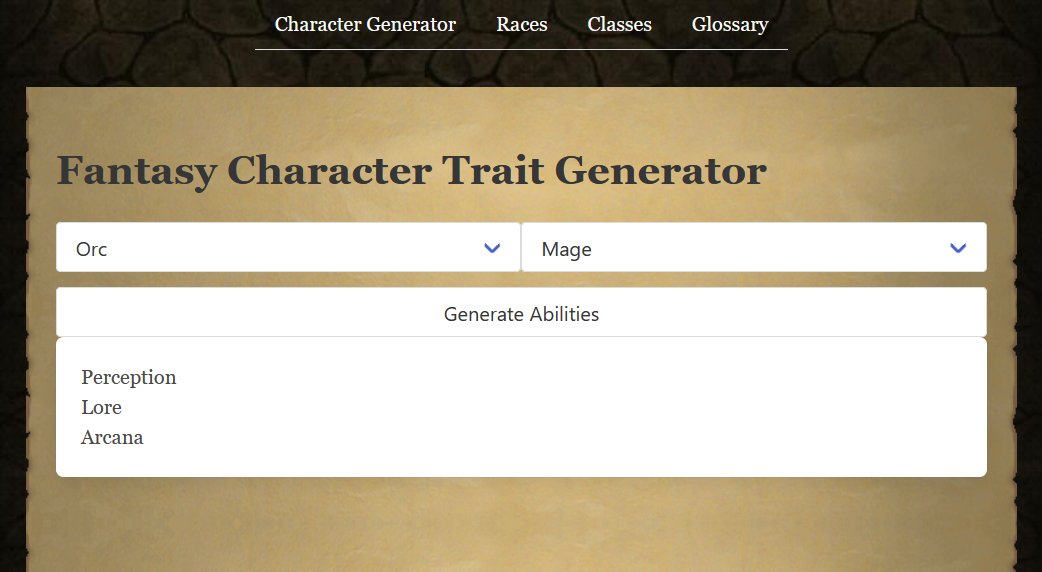 Character Generator Races Classes Glossary
Fantasy Character Trait Generator
Orc Mage
Generate Abilities
Perception
Lore
Arcana